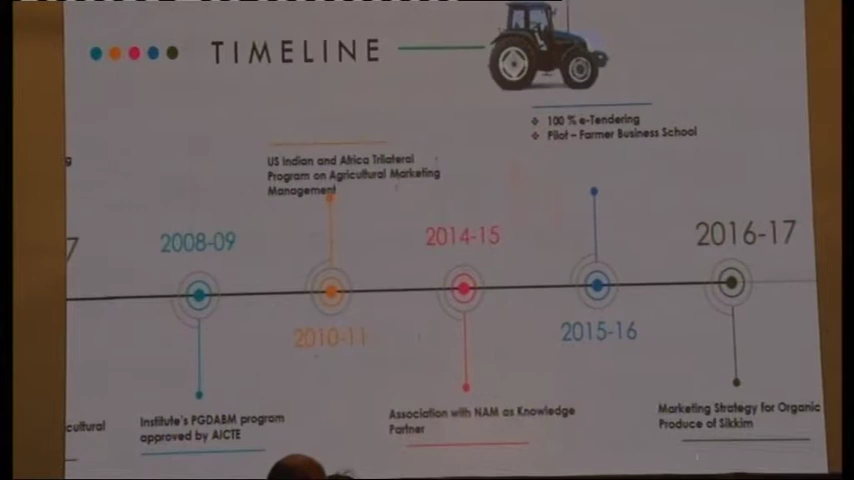 TIMELINE
❖ 100 % e-Tendering
❖ Pilot – Farmer Business School
US Indian and Africa Trilateral
Program on Agricultural Marketing
Management
g
7
2008-09
2014-15
2016-17
2010-11
2015-16
cultural
Institute's PGDABM program
approved by AICTE
Association with NAM as Knowledge
Partner
Marketing Strategy for Organic
Produce of Sikkim